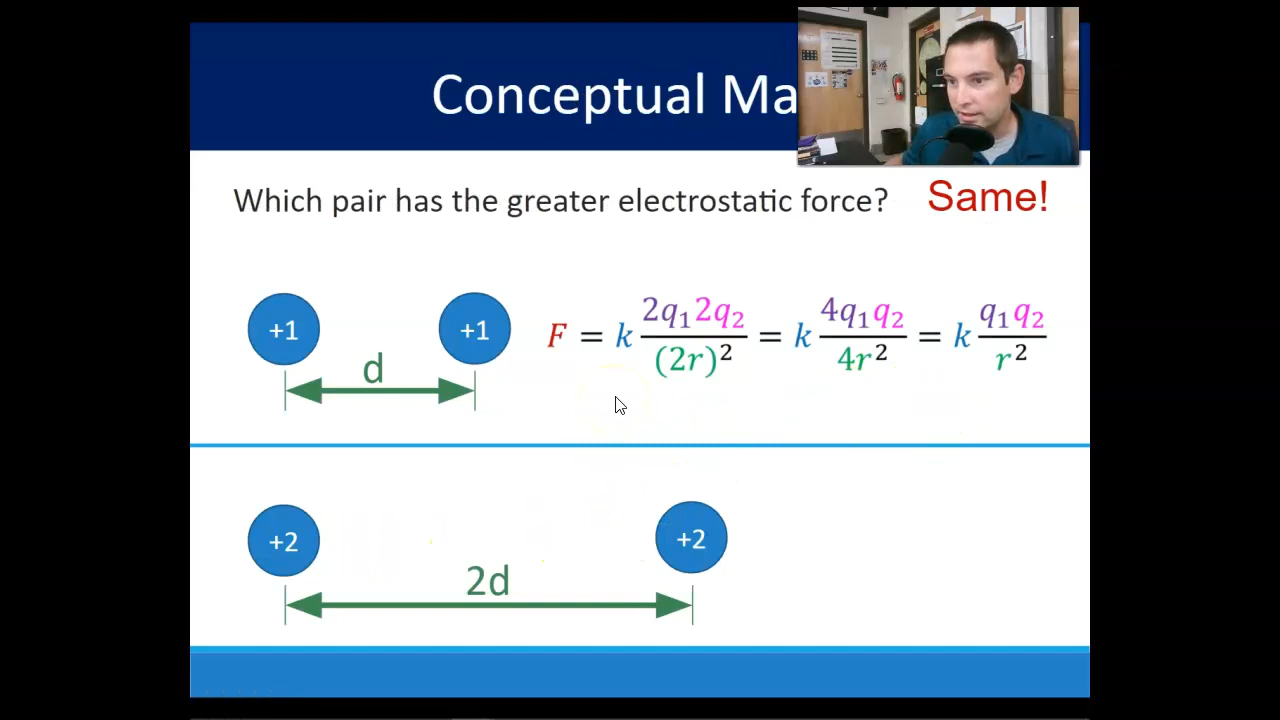 Conceptual Ma
Which pair has the greater electrostatic force? Same!
+1 +1
d
F = k 2q₁2q₂/(2r)² = k 4q₁q₂/4r² = k q₁q₂/r²
+2 +2
2d